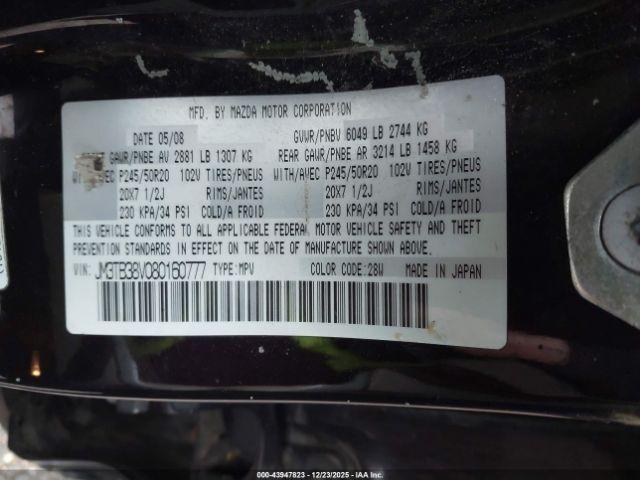 MFD. BY MAZDA MOTOR CORPORATION
DATE 05/08 GVWR/PNBV 6049 LB 2744 KG
GAWR/PNBE AV 2881 LB 1307 KG REAR GAWR/PNBE AR 3214 LB 1458 KG
WITH/AVEC P245/50R20 102V TIRES/PNEUS WITH/AVEC P245/50R20 102V TIRES/PNEUS
20X7 1/2J RIMS/JANTES 20X7 1/2J RIMS/JANTES
230 KPA/34 PSI COLD/A FROID 230 KPA/34 PSI COLD/A FROID
THIS VEHICLE CONFORMS TO ALL APPLICABLE FEDERAL MOTOR VEHICLE SAFETY AND THEFT
PREVENTION STANDARDS IN EFFECT ON THE DATE OF MANUFACTURE SHOWN ABOVE.
VIN: JM3TB38V080160777 TYPE: MPV COLOR CODE: 28W MADE IN JAPAN
000-43947823 | 12/23/2025 | IAA Inc.